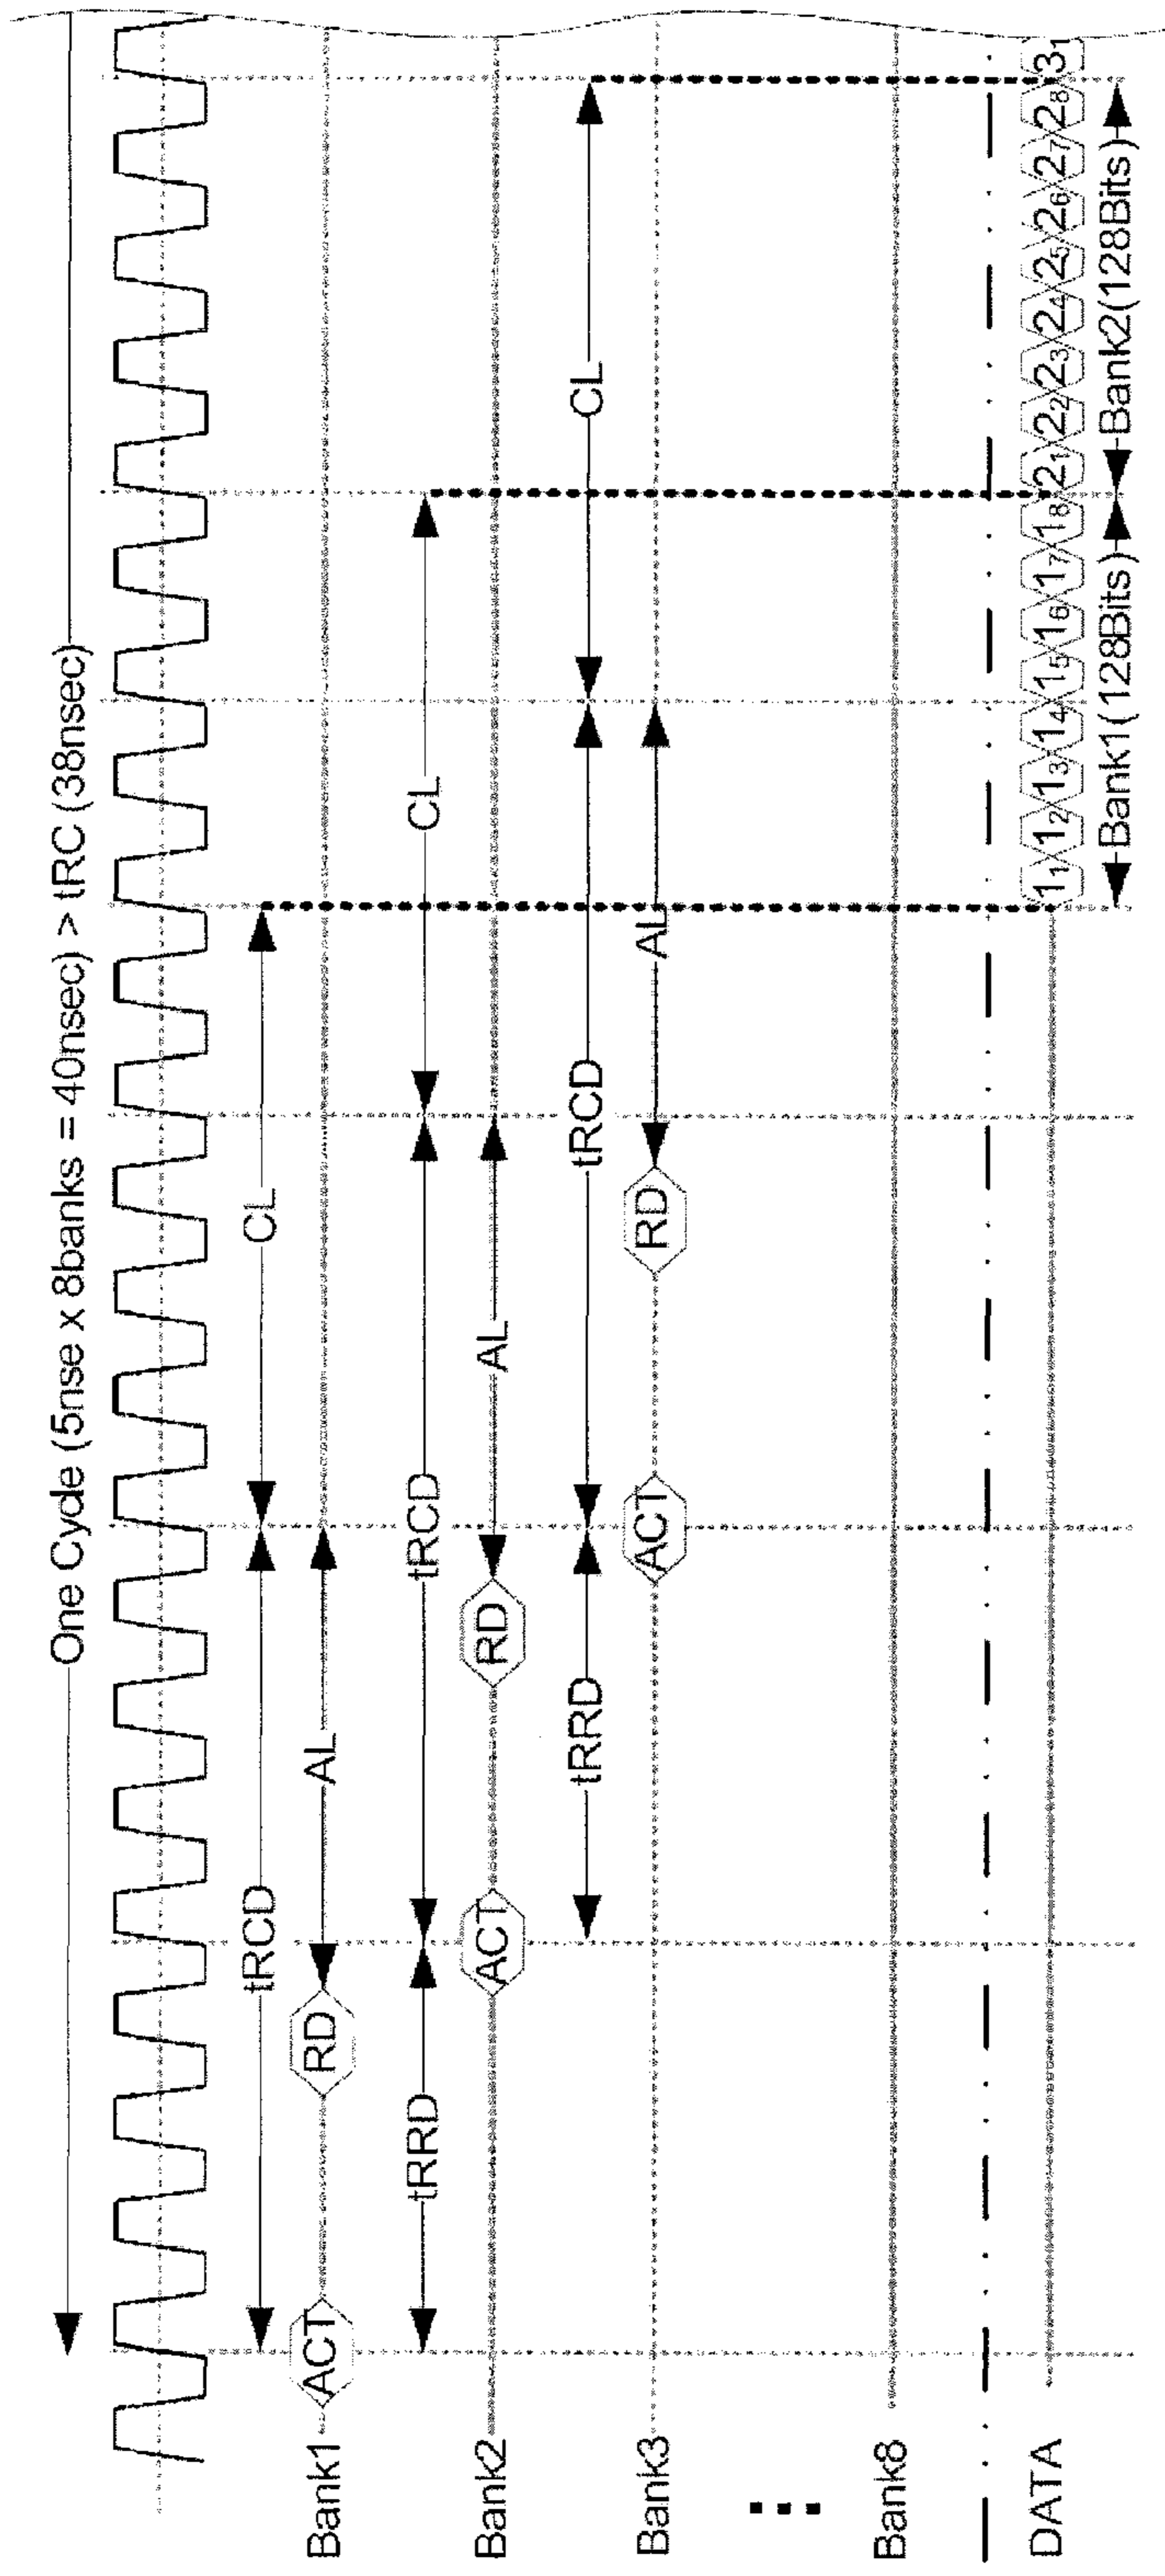 One Cyde (5nse x 8banks = 40nsec) > tRC (38nsec)
tRCD CL
Bank1 ACT RD AL
tRRD tRCD CL
Bank2 ACT RD AL
tRRD tRCD CL
Bank3 ACT RD AL
Bank8
DATA 1₁ 1₂ 1₃ 1₄ 1₅ 1₆ 1₇ 1₈ 2₁ 2₂ 2₃ 2₄ 2₅ 2₆ 2₇ 2₈ 3₁
Bank1(128Bits) Bank2(128Bits)